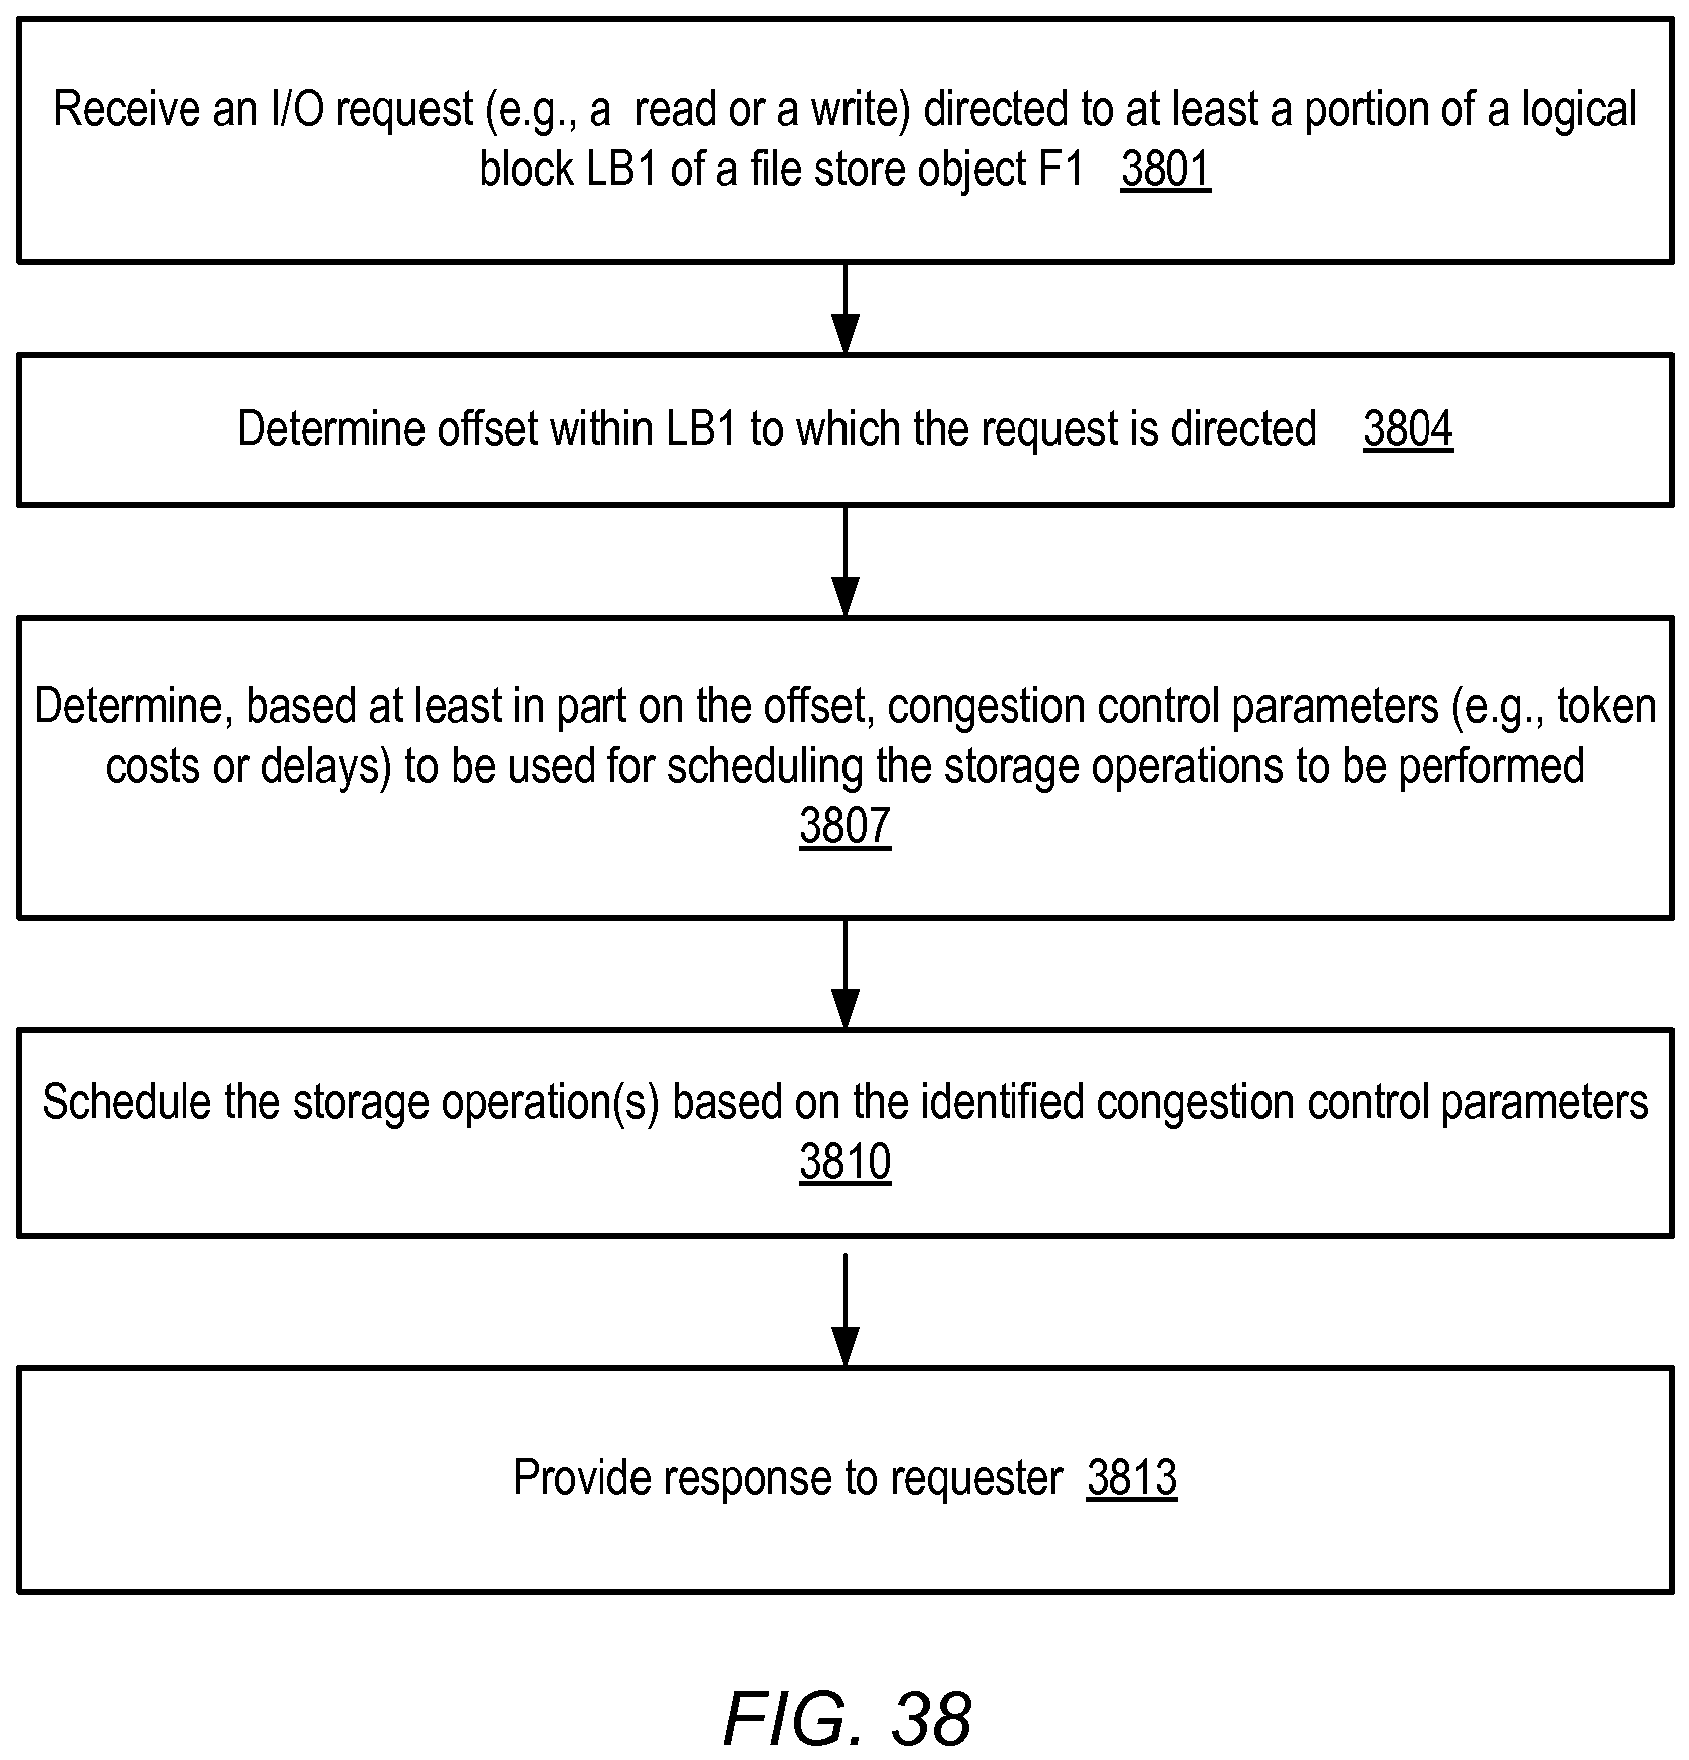 Receive an I/O request (e.g., a read or a write) directed to at least a portion of a logical
block LB1 of a file store object F1 3801
Determine offset within LB1 to which the request is directed 3804
Determine, based at least in part on the offset, congestion control parameters (e.g., token
costs or delays) to be used for scheduling the storage operations to be performed
3807
Schedule the storage operation(s) based on the identified congestion control parameters
3810
Provide response to requester 3813
FIG. 38